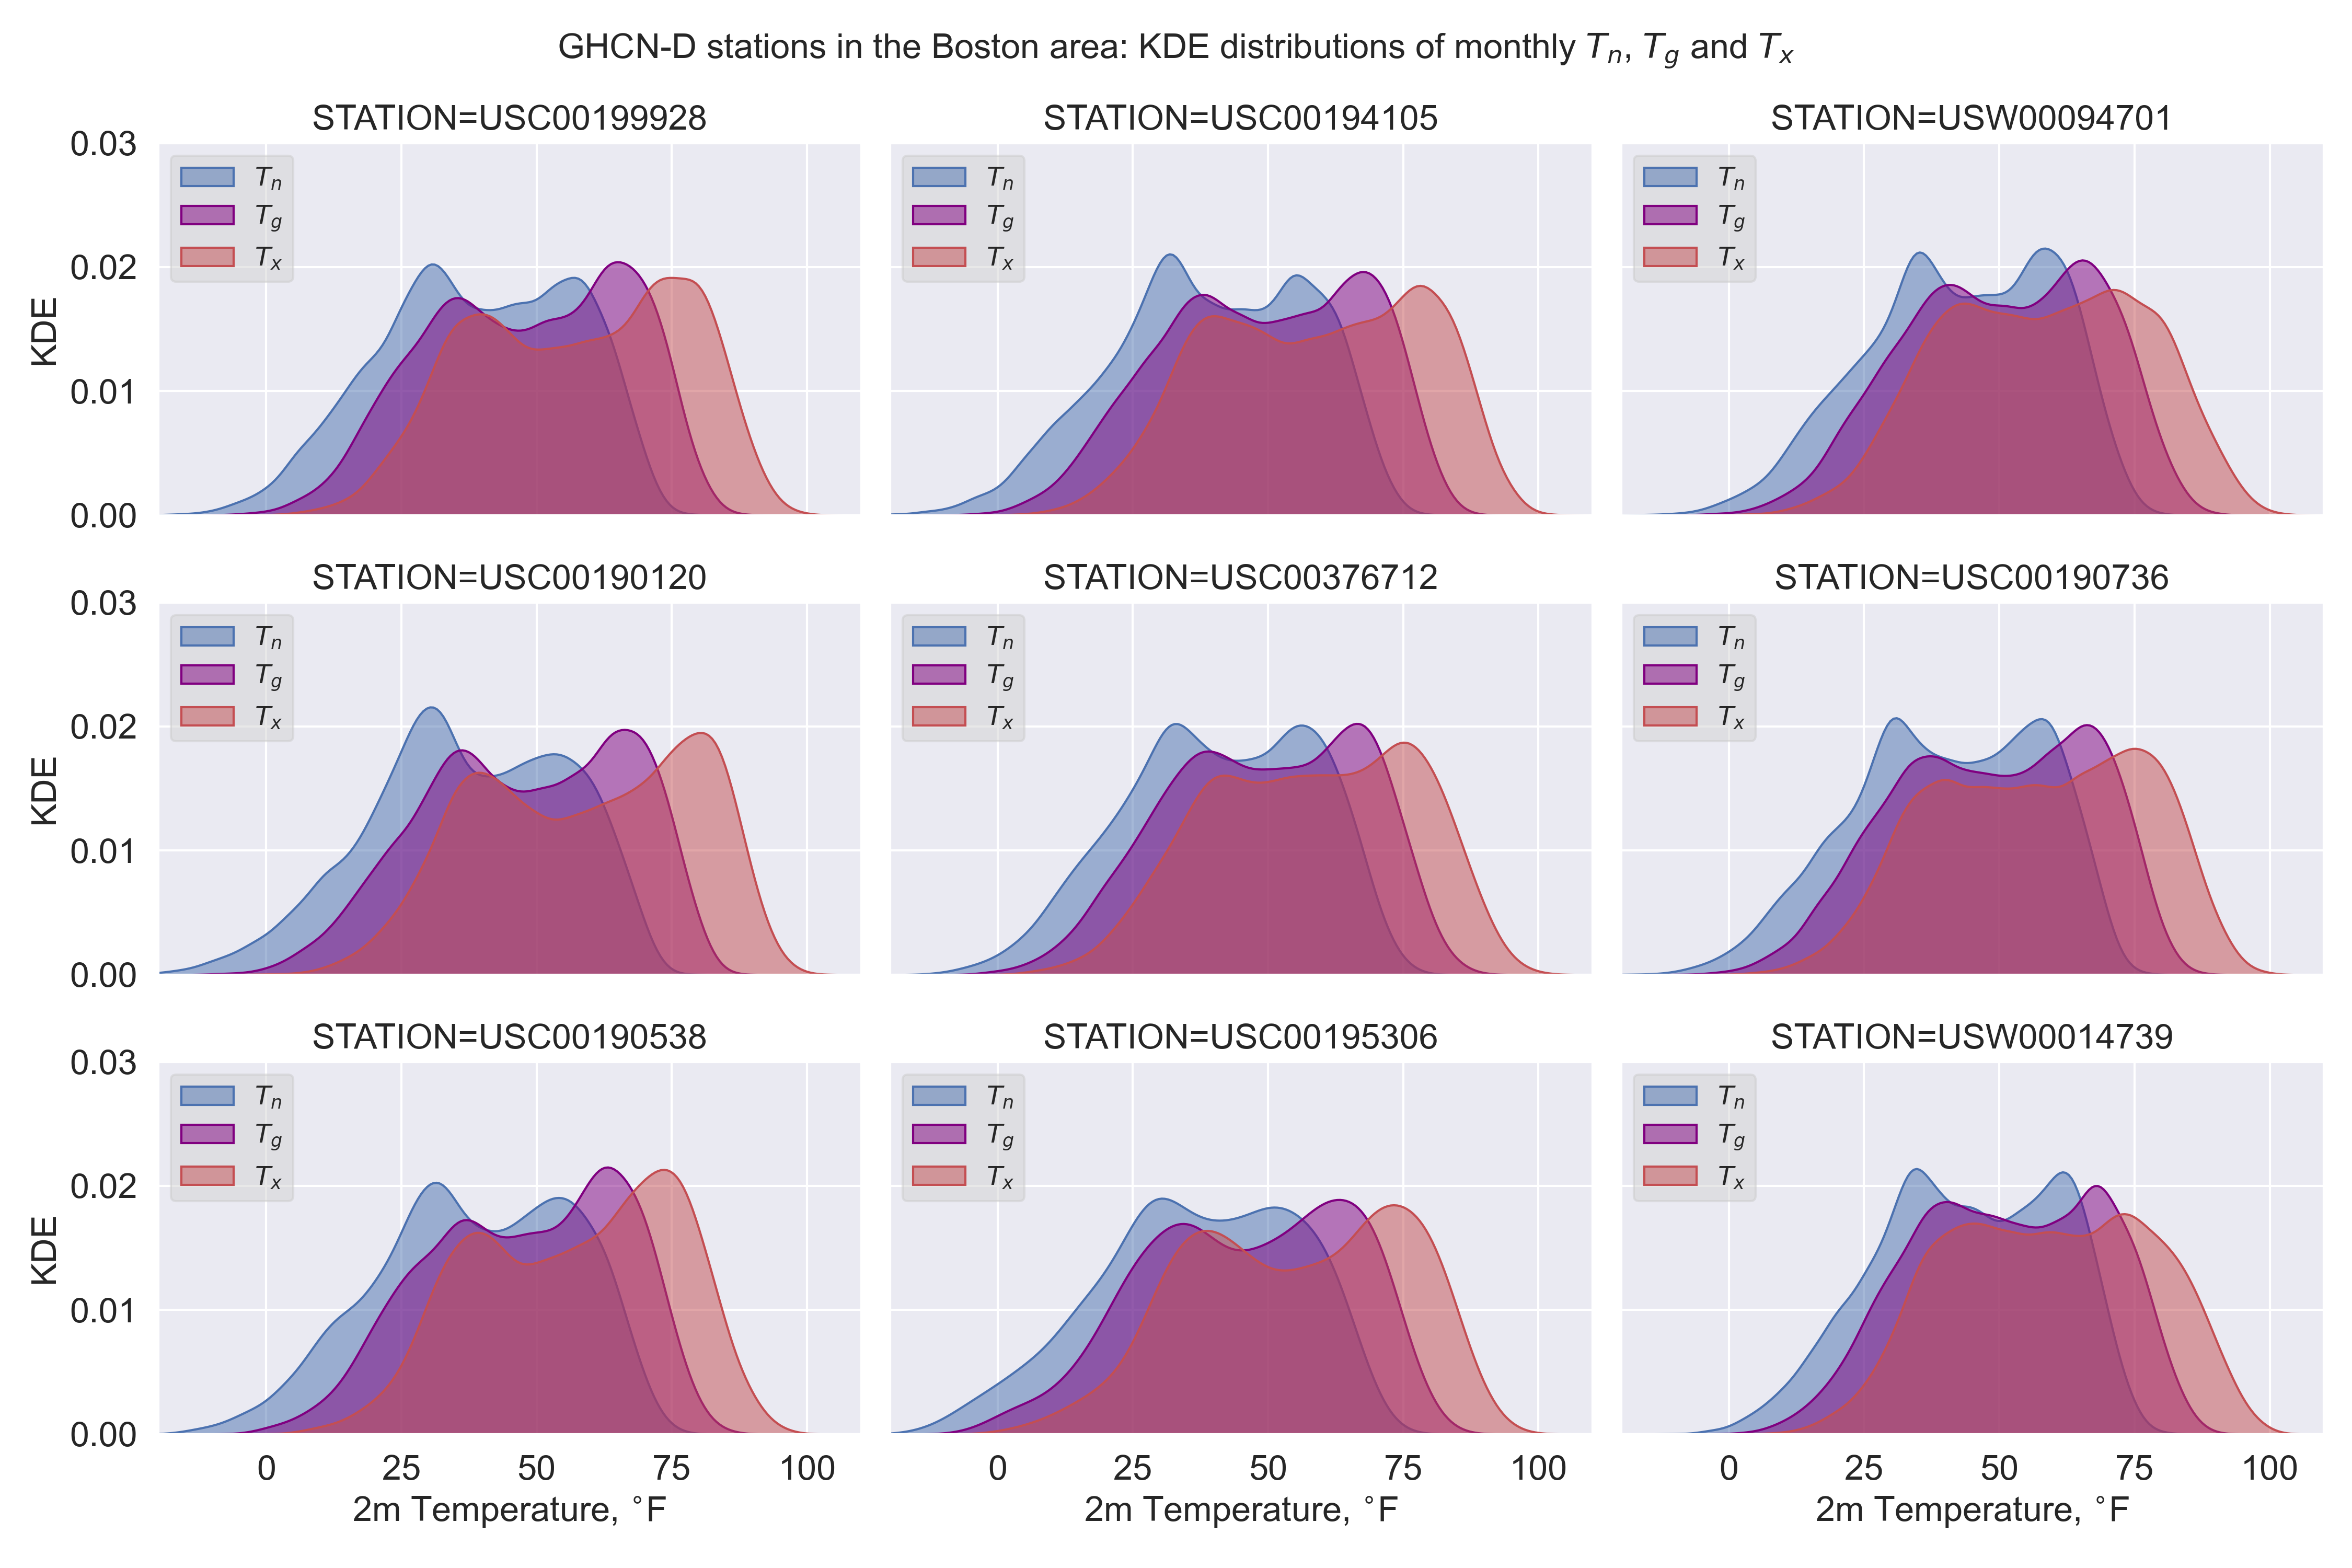 GHCN-D stations in the Boston area: KDE distributions of monthly Tn, Tg and Tx
STATION=USC00199928
STATION=USC00194105
STATION=USW00094701
0.03
0.02
0.01
0.00
KDE
Tn
Tg
Tx
Tn
Tg
Tx
Tn
Tg
Tx
STATION=USC00190120
STATION=USC00376712
STATION=USC00190736
0.03
0.02
0.01
0.00
KDE
Tn
Tg
Tx
Tn
Tg
Tx
Tn
Tg
Tx
STATION=USC00190538
STATION=USC00195306
STATION=USW00014739
0.03
0.02
0.01
0.00
KDE
Tn
Tg
Tx
Tn
Tg
Tx
Tn
Tg
Tx
0 25 50 75 100
0 25 50 75 100
0 25 50 75 100
2m Temperature, °F
2m Temperature, °F
2m Temperature, °F